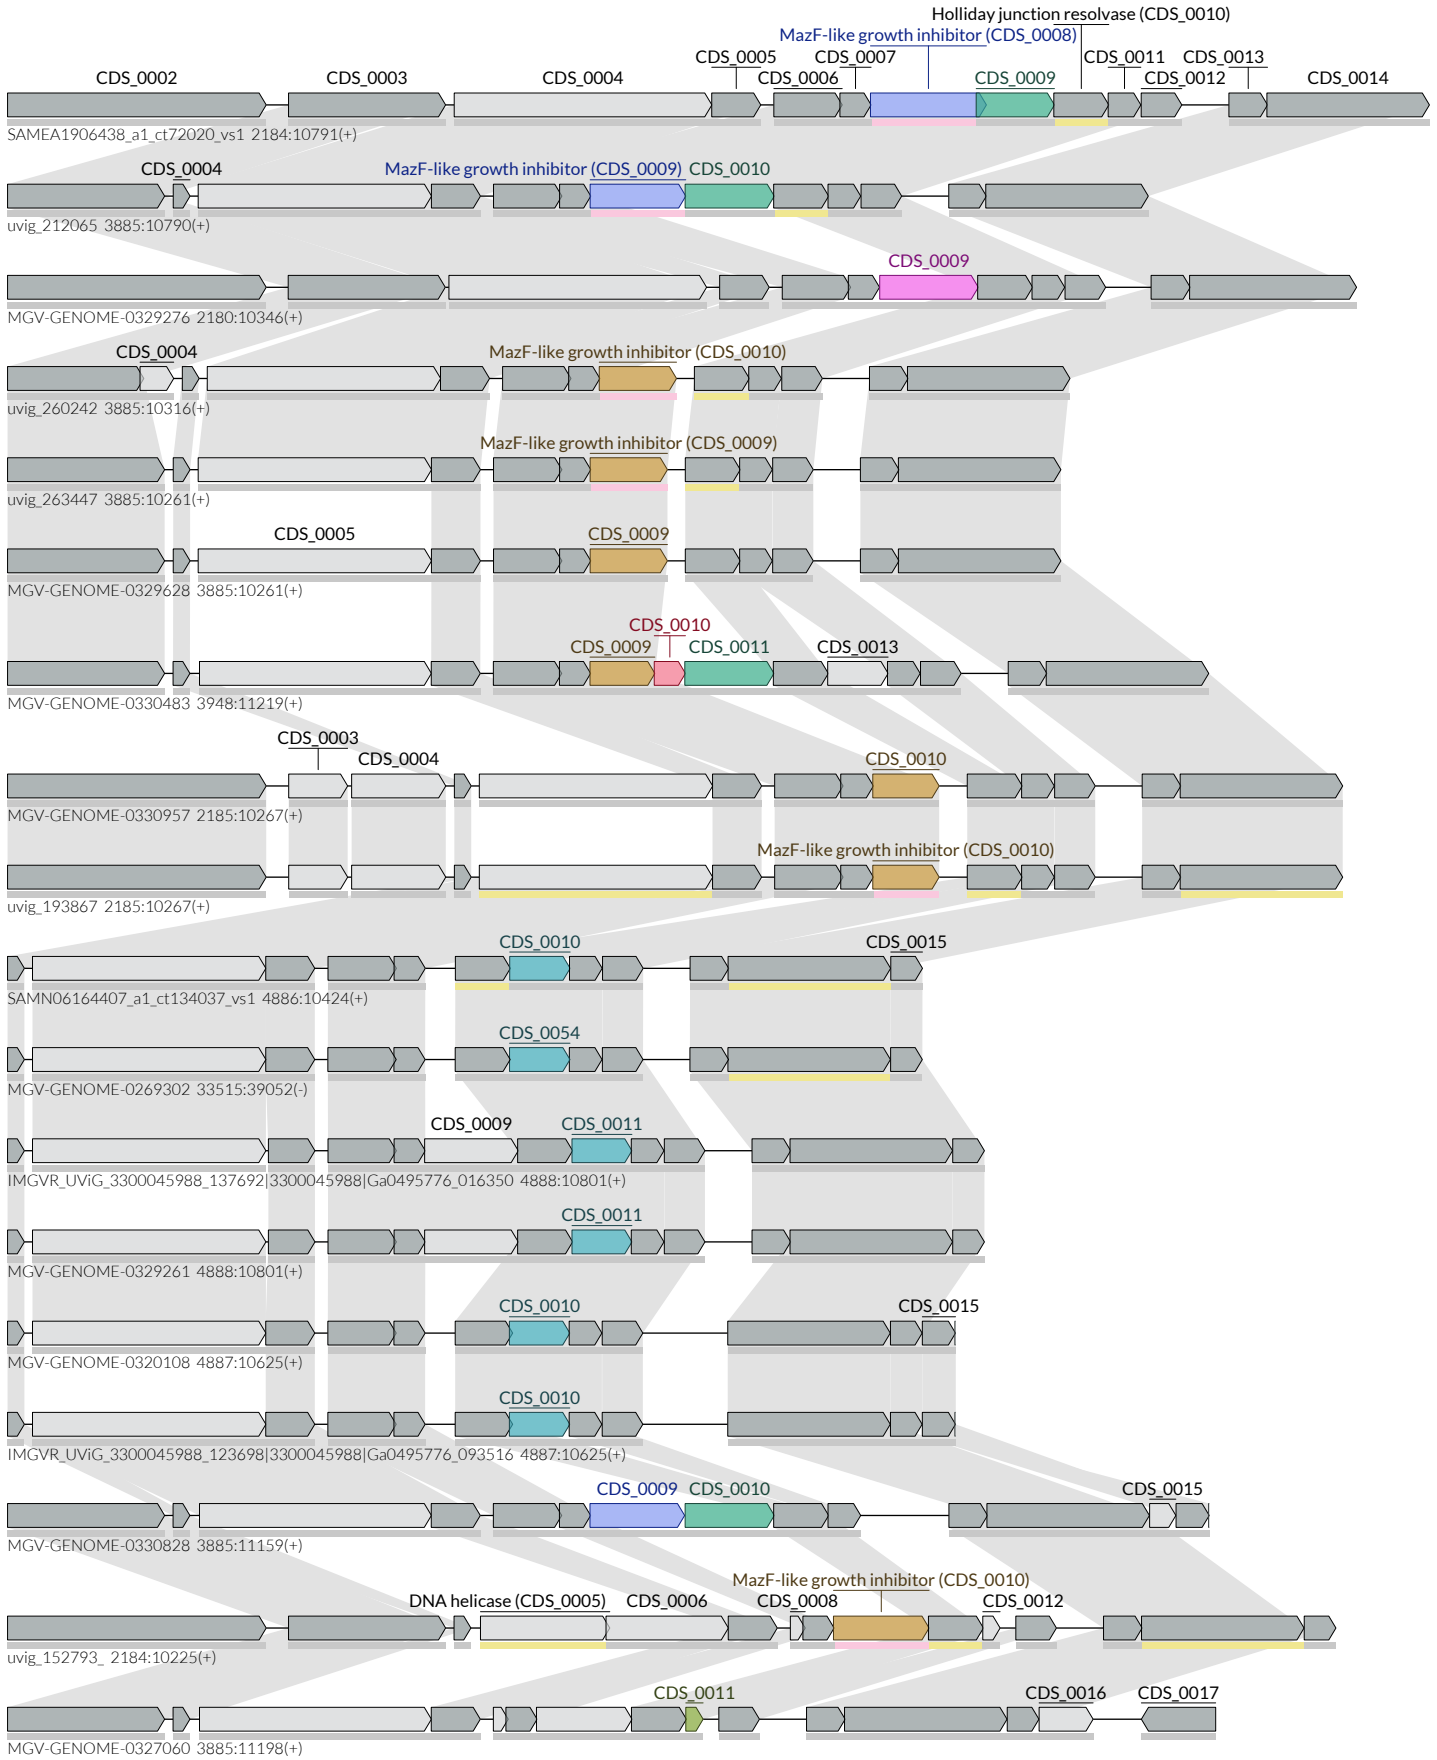 Holliday junction resolvase (CDS_0010)
MazF-like growth inhibitor (CDS_0008)
CDS_0005 CDS_0007 CDS_0011 CDS_0013
CDS_0002 CDS_0003 CDS_0004 CDS_0006 CDS_0009 CDS_0012 CDS_0014
SAMEA1906438_a1_ct72020_vs1 2184:10791(+)
CDS_0004 MazF-like growth inhibitor (CDS_0009) CDS_0010
uvig_212065 3885:10790(+)
CDS_0009
MGV-GENOME-0329276 2180:10346(+)
CDS_0004 MazF-like growth inhibitor (CDS_0010)
uvig_260242 3885:10316(+)
MazF-like growth inhibitor (CDS_0009)
uvig_263447 3885:10261(+)
CDS_0005 CDS_0009
MGV-GENOME-0329628 3885:10261(+)
CDS_0010
CDS_0009 CDS_0011 CDS_0013
MGV-GENOME-0330483 3948:11219(+)
CDS_0003
CDS_0004 CDS_0010
MGV-GENOME-0330957 2185:10267(+)
MazF-like growth inhibitor (CDS_0010)
uvig_193867 2185:10267(+)
CDS_0010 CDS_0015
SAMN06164407_a1_ct134037_vs1 4886:10424(+)
CDS_0054
MGV-GENOME-0269302 33515:39052(-)
CDS_0009 CDS_0011
IMGVR_UViG_3300045988_137692|3300045988|Ga0495776_016350 4888:10801(+)
CDS_0011
MGV-GENOME-0329261 4888:10801(+)
CDS_0010 CDS_0015
MGV-GENOME-0320108 4887:10625(+)
CDS_0010
IMGVR_UViG_3300045988_123698|3300045988|Ga0495776_093516 4887:10625(+)
CDS_0009 CDS_0010 CDS_0015
MGV-GENOME-0330828 3885:11159(+)
MazF-like growth inhibitor (CDS_0010)
DNA helicase (CDS_0005) CDS_0006 CDS_0008 CDS_0012
uvig_152793_ 2184:10225(+)
CDS_0011 CDS_0016 CDS_0017
MGV-GENOME-0327060 3885:11198(+)